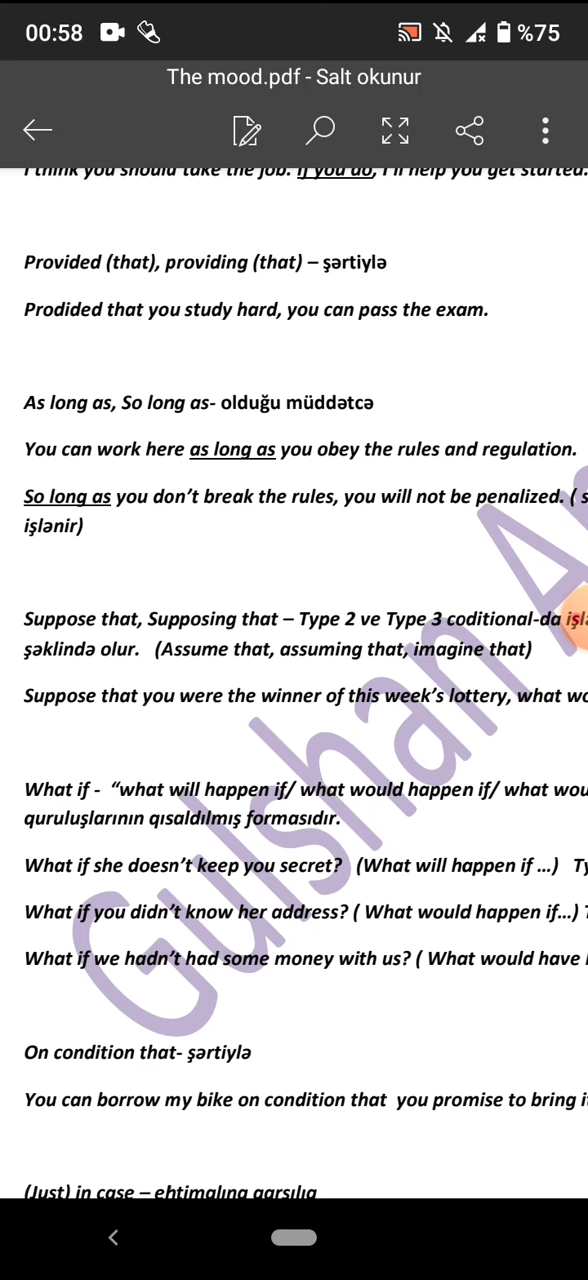 00:58 %75
The mood.pdf - Salt okunur
I think you should take the job. If you do, I'll help you get started.
Provided (that), providing (that) – şərtiylə
Prodided that you study hard, you can pass the exam.
As long as, So long as- olduğu müddətcə
You can work here as long as you obey the rules and regulation.
So long as you don't break the rules, you will not be penalized. ( s
işlənir)
Suppose that, Supposing that – Type 2 ve Type 3 coditional-da işl
şəklində olur. (Assume that, assuming that, imagine that)
Suppose that you were the winner of this week's lottery, what wo
What if - “what will happen if/ what would happen if/ what wou
quruluşlarının qısaldılmış formasıdır.
What if she doesn't keep you secret? (What will happen if ...) Ty
What if you didn't know her address? ( What would happen if...) T
What if we hadn't had some money with us? ( What would have
On condition that- şərtiylə
You can borrow my bike on condition that you promise to bring i
(Just) in case – ehtimalına qarşılıq
Gulshan